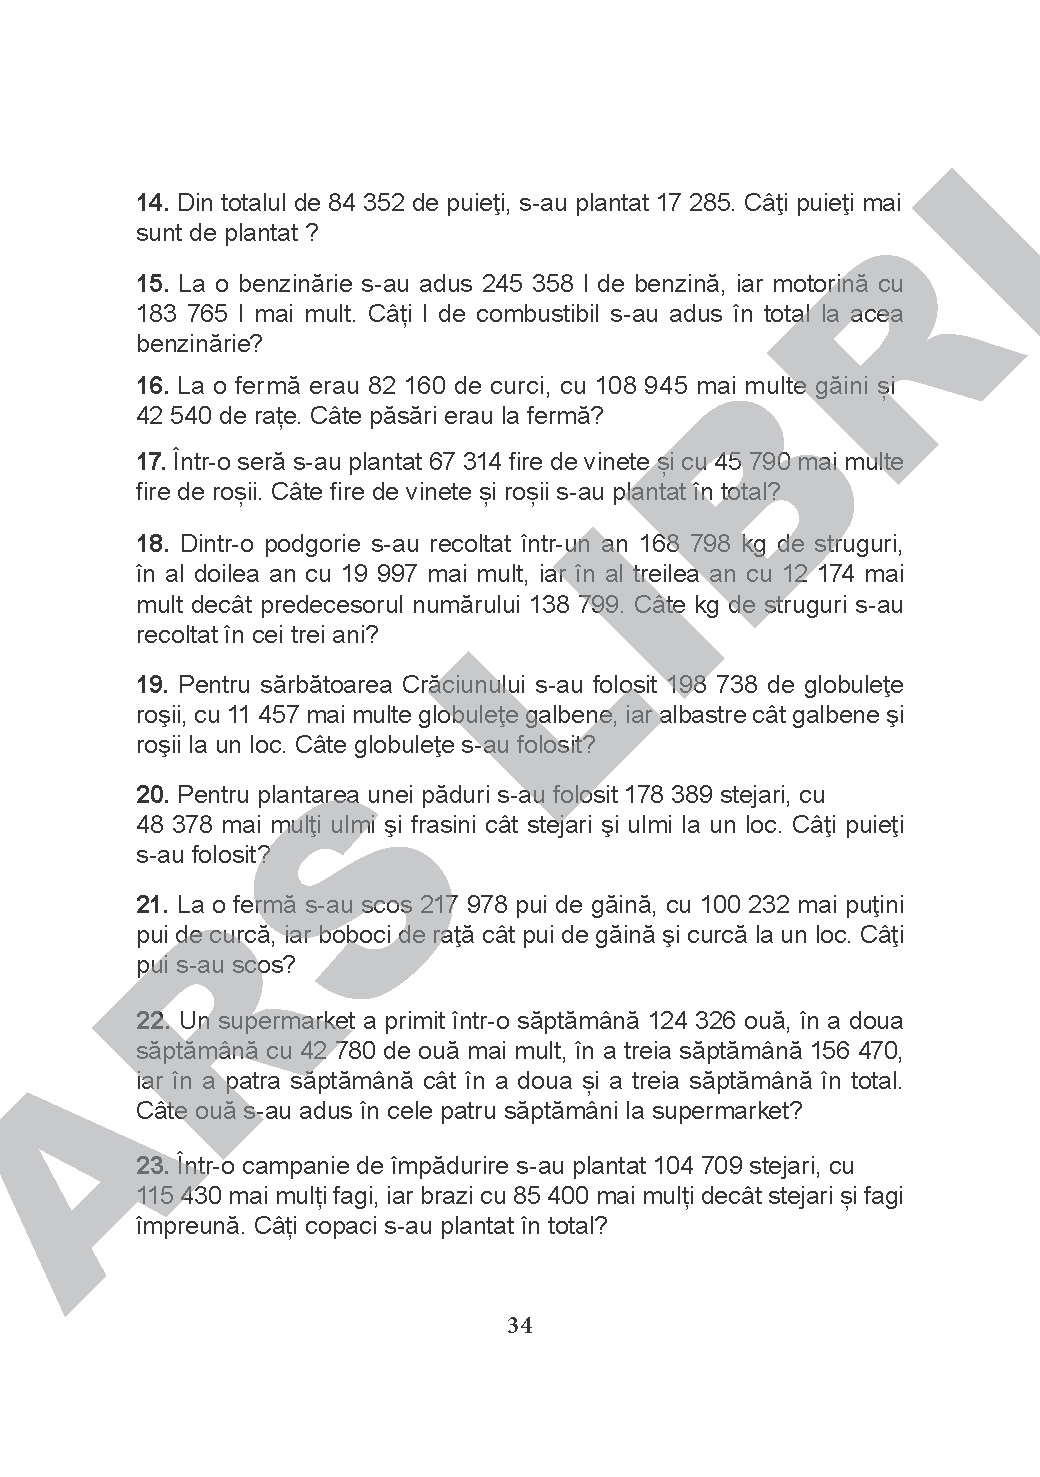 14. Din totalul de 84 352 de puieţi, s-au plantat 17 285. Câţi puieţi mai
sunt de plantat ?
15. La o benzinărie s-au adus 245 358 l de benzină, iar motorină cu
183 765 l mai mult. Câți l de combustibil s-au adus în total la acea
benzinărie?
16. La o fermă erau 82 160 de curci, cu 108 945 mai multe găini și
42 540 de rațe. Câte păsări erau la fermă?
17. Într-o seră s-au plantat 67 314 fire de vinete și cu 45 790 mai multe
fire de roșii. Câte fire de vinete și roșii s-au plantat în total?
18. Dintr-o podgorie s-au recoltat într-un an 168 798 kg de struguri,
în al doilea an cu 19 997 mai mult, iar în al treilea an cu 12 174 mai
mult decât predecesorul numărului 138 799. Câte kg de struguri s-au
recoltat în cei trei ani?
19. Pentru sărbătoarea Crăciunului s-au folosit 198 738 de globuleţe
roşii, cu 11 457 mai multe globuleţe galbene, iar albastre cât galbene şi
roşii la un loc. Câte globuleţe s-au folosit?
20. Pentru plantarea unei păduri s-au folosit 178 389 stejari, cu
48 378 mai mulţi ulmi şi frasini cât stejari şi ulmi la un loc. Câţi puieţi
s-au folosit?
21. La o fermă s-au scos 217 978 pui de găină, cu 100 232 mai puţini
pui de curcă, iar boboci de raţă cât pui de găină şi curcă la un loc. Câţi
pui s-au scos?
22. Un supermarket a primit într-o săptămână 124 326 ouă, în a doua
săptămână cu 42 780 de ouă mai mult, în a treia săptămână 156 470,
iar în a patra săptămână cât în a doua și a treia săptămână în total.
Câte ouă s-au adus în cele patru săptămâni la supermarket?
23. Într-o campanie de împădurire s-au plantat 104 709 stejari, cu
115 430 mai mulți fagi, iar brazi cu 85 400 mai mulți decât stejari și fagi
împreună. Câți copaci s-au plantat în total?
34
ARS LIBRI